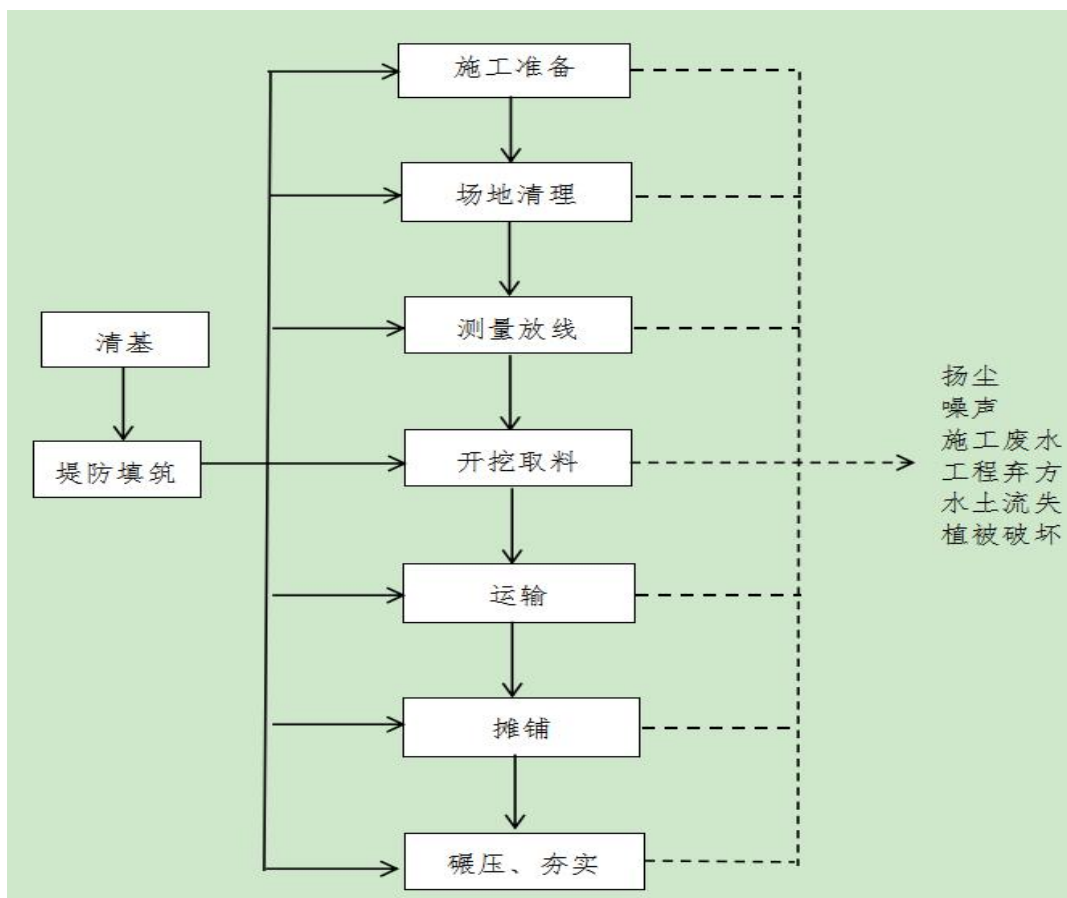 施工准备
场地清理
测量放线
清基
堤防填筑
开挖取料
运输
摊铺
碾压、夯实
扬尘
噪声
施工废水
工程弃方
水土流失
植被破坏